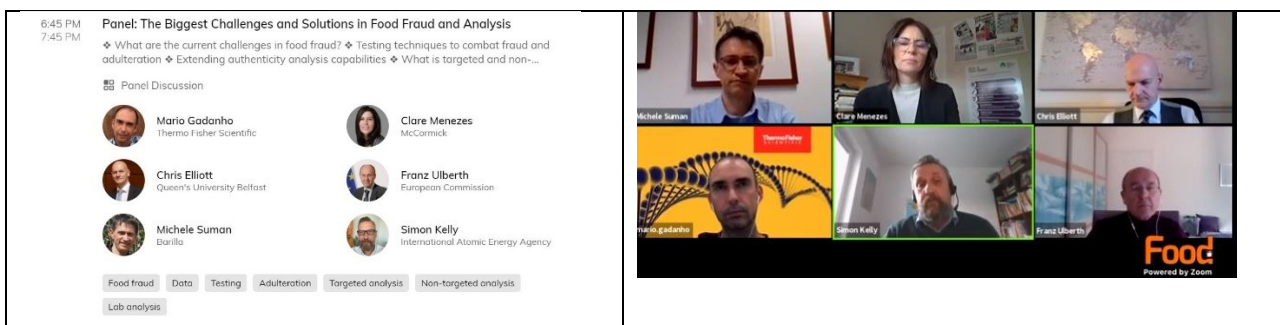 6:45 PM
7:45 PM
Panel: The Biggest Challenges and Solutions in Food Fraud and Analysis
❖ What are the current challenges in food fraud? ❖ Testing techniques to combat fraud and
adulteration ❖ Extending authenticity analysis capabilities ❖ What is targeted and non-...
Panel Discussion
Mario Gadanho
Thermo Fisher Scientific
Clare Menezes
McCormick
Chris Elliott
Queen's University Belfast
Franz Ulberth
European Commission
Michele Suman
Barilla
Simon Kelly
International Atomic Energy Agency
Food fraud
Data
Testing
Adulteration
Targeted analysis
Non-targeted analysis
Lab analysis
Michele Suman
Clare Menezes
Chris Elliott
ThermoFisher
SCIENTIFIC
mario.gadanho
Simon Kelly
Franz Ulberth
Food
Powered by Zoom